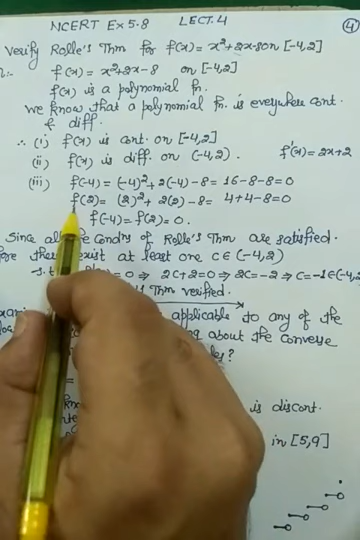 NCERT EX 5.8 LECT. 4 4
Verify Rolle's Thm for f(x) = x²+2x-8 on [-4,2]
f(x) = x²+2x-8 on [-4,2]
f(x) is a polynomial fn.
we know that a polynomial fn. is everywhere cont.
& diff.
∴ (i) f(x) is cont. on [-4,2]
(ii) f(x) is diff. on (-4,2). f'(x) = 2x+2
(iii) f(-4) = (-4)²+2(-4)-8 = 16-8-8=0
f(2) = (2)²+2(2)-8 = 4+4-8=0
f(-4) = f(2) = 0.
Since all condns of Rolle's Thm are satisfied.
exist at least one c ∈ (-4,2)
= 0 ⇒ 2c+2=0 ⇒ 2c=-2 ⇒ c=-1 ∈ (-4,2)
Thm verified.
applicable to any of the
about the converse
is discont.
in [5,9]